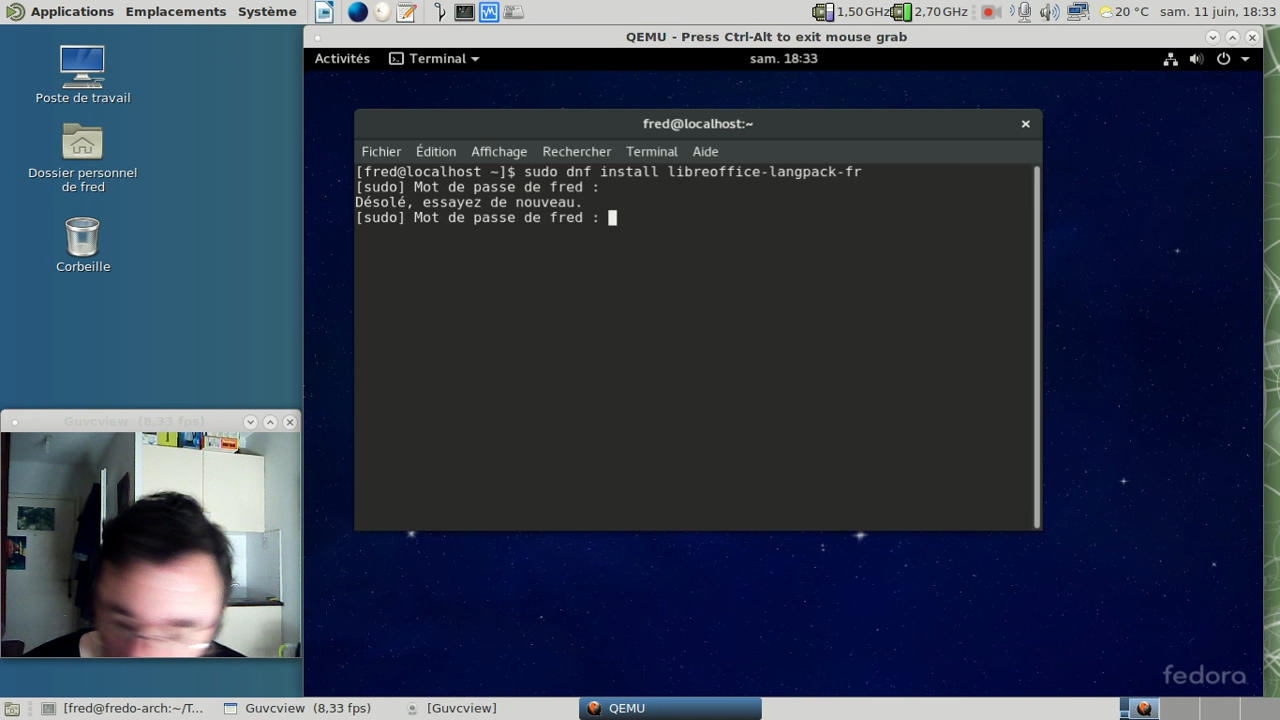 Applications Emplacements Système 1,50 GHz 2,70 GHz 20 °C sam. 11 juin, 18:33
QEMU - Press Ctrl-Alt to exit mouse grab
Activités Terminal sam. 18:33
Poste de travail
Dossier personnel
de fred
Corbeille
fred@localhost:~
Fichier Édition Affichage Rechercher Terminal Aide
[fred@localhost ~]$ sudo dnf install libreoffice-langpack-fr
[sudo] Mot de passe de fred :
Désolé, essayez de nouveau.
[sudo] Mot de passe de fred :
Guvcview (8,33 fps)
fedora
[fred@fredo-arch:~/T... Guvcview (8,33 fps) [Guvcview] QEMU